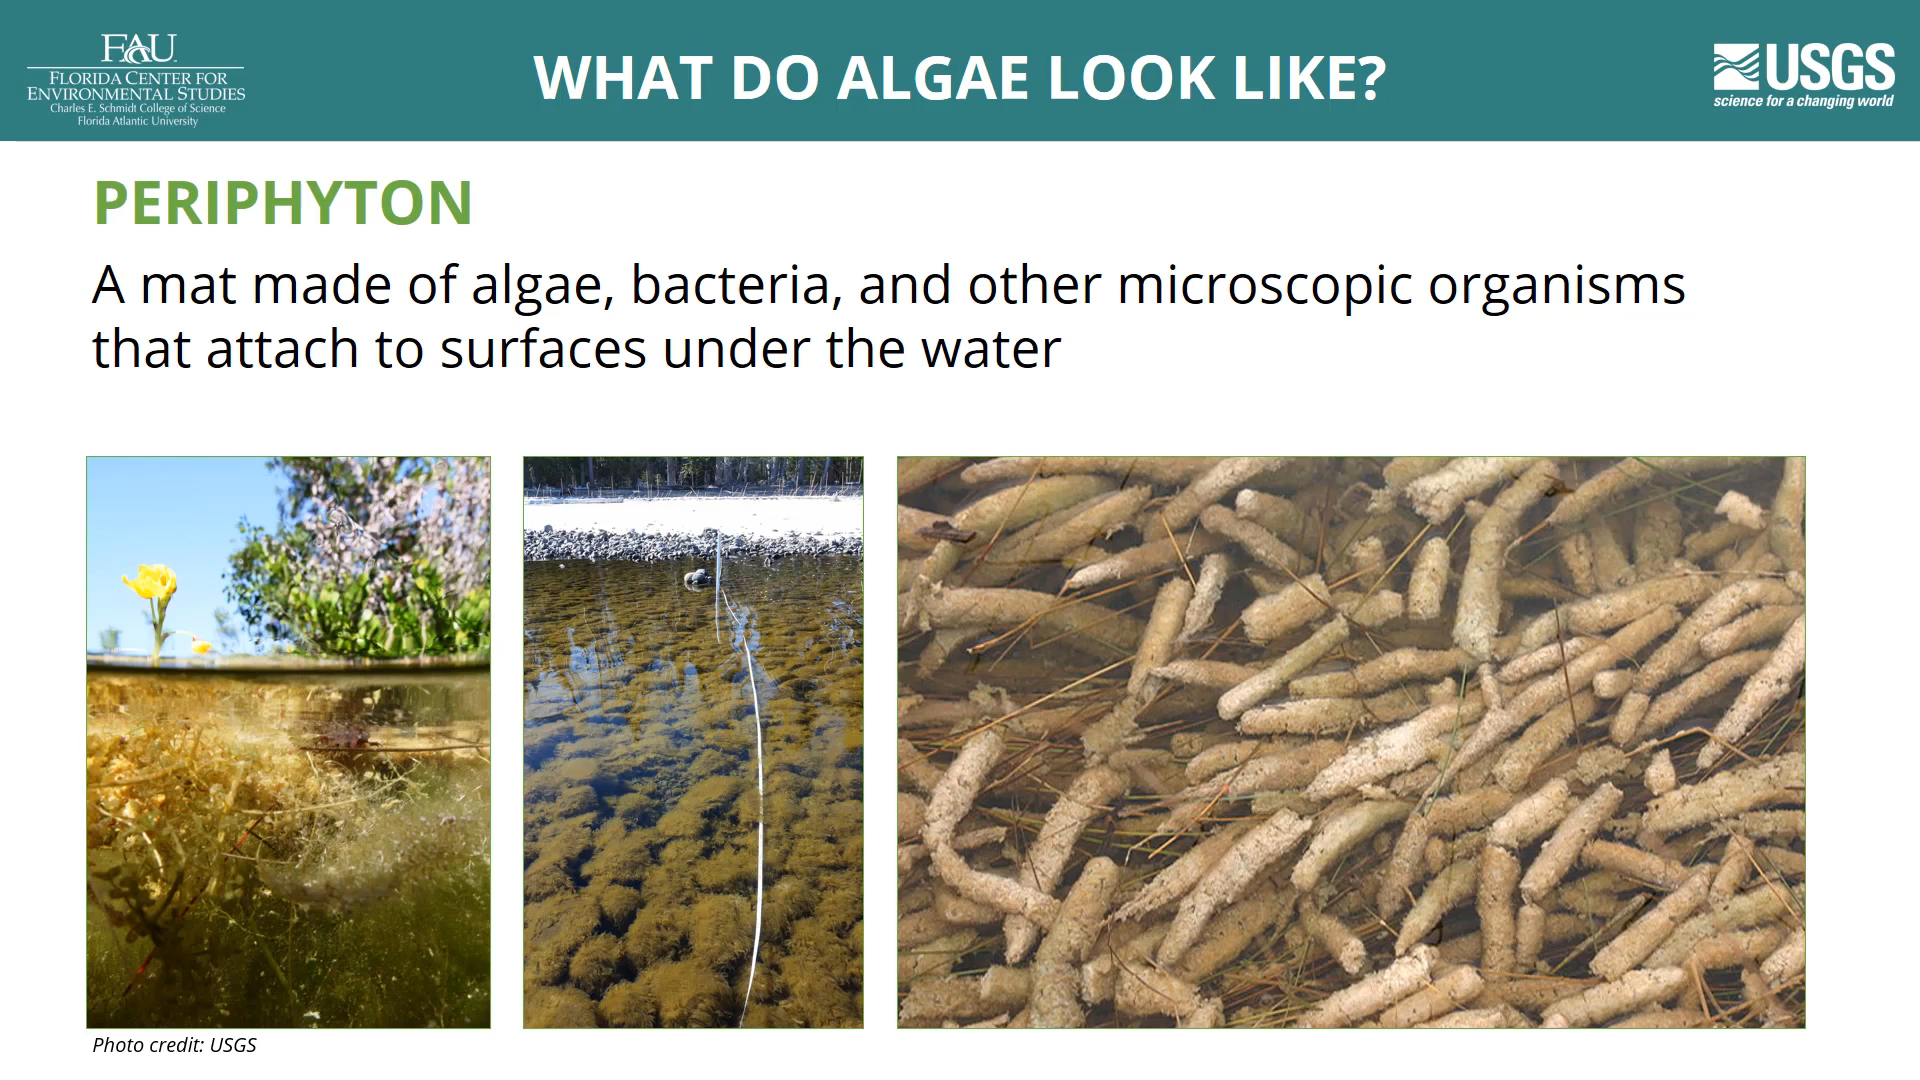 FAU
FLORIDA CENTER FOR
ENVIRONMENTAL STUDIES
Charles E. Schmidt College of Science
Florida Atlantic University
WHAT DO ALGAE LOOK LIKE?
USGS
science for a changing world
PERIPHYTON
A mat made of algae, bacteria, and other microscopic organisms
that attach to surfaces under the water
Photo credit: USGS